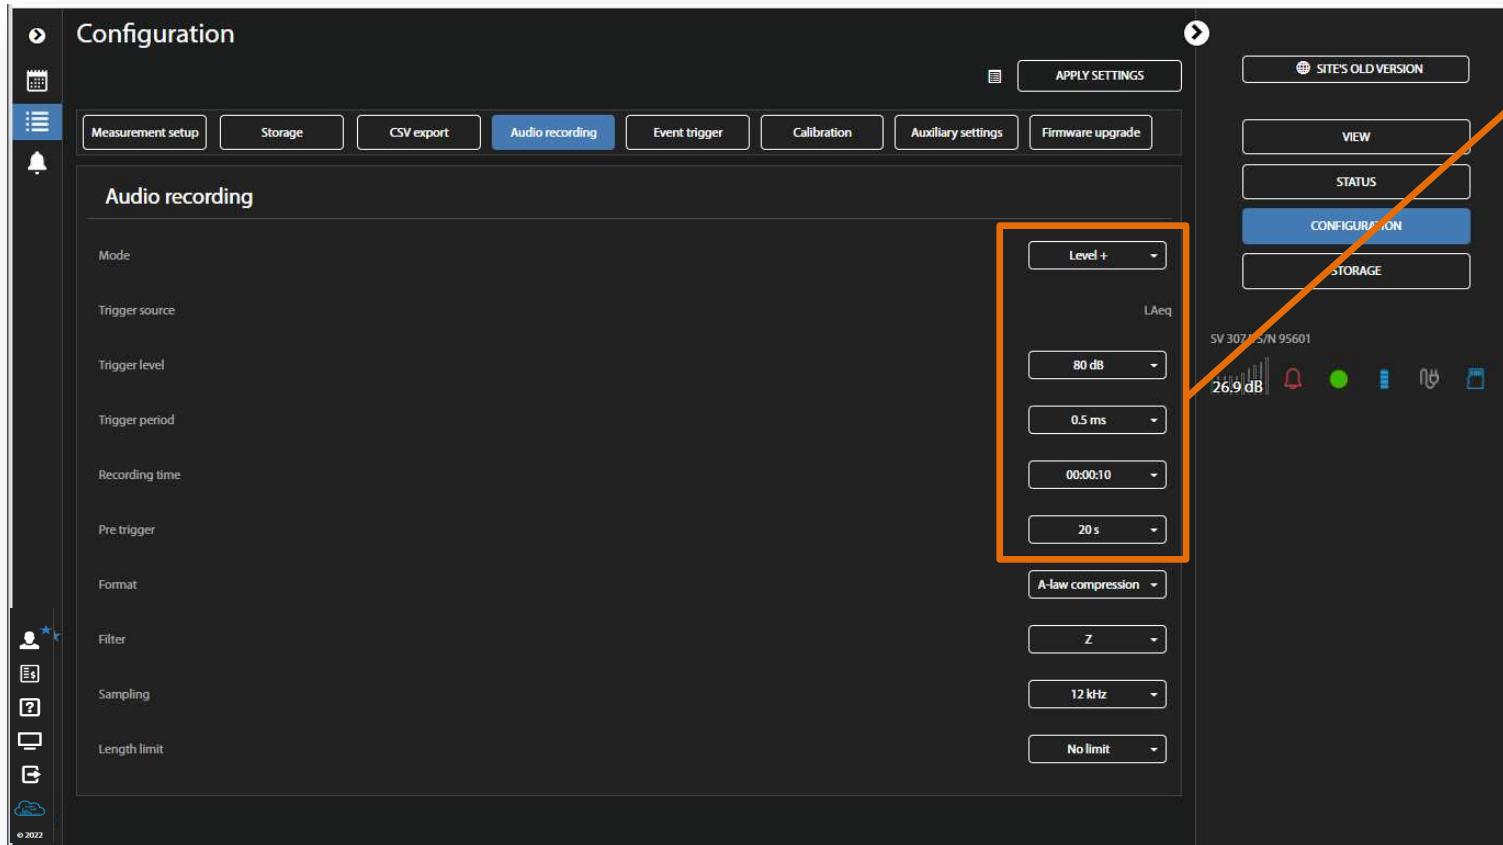 Configuration
APPLY SETTINGS
Measurement setup Storage CSV export Audio recording Event trigger Calibration Auxiliary settings Firmware upgrade
Audio recording
Mode Level +
Trigger source LAeq
Trigger level 80 dB
Trigger period 0.5 ms
Recording time 00:00:10
Pre trigger 20 s
Format A-law compression
Filter Z
Sampling 12 kHz
Length limit No limit
© 2022
SITE'S OLD VERSION
VIEW
STATUS
CONFIGURATION
STORAGE
SV 307 S/N 95601
26.9 dB